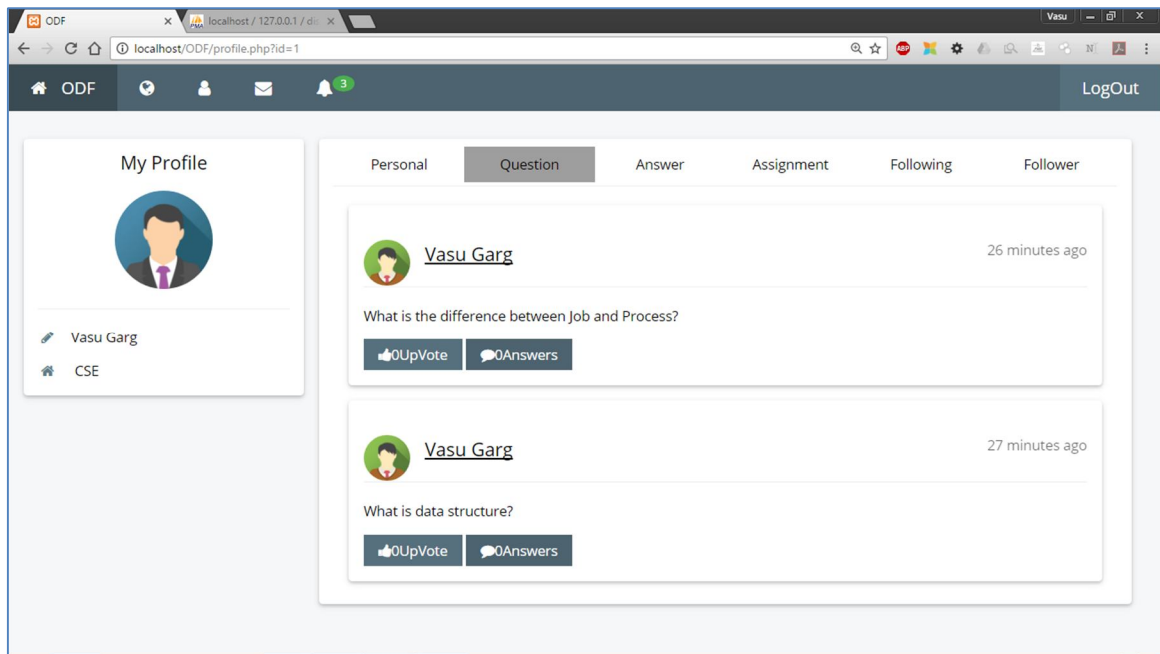 ODF
localhost / 127.0.0.1 / di
Vasu
localhost/ODF/profile.php?id=1
ABP
ODF
3
LogOut
My Profile
Vasu Garg
CSE
Personal Question Answer Assignment Following Follower
Vasu Garg 26 minutes ago
What is the difference between Job and Process?
0UpVote 0Answers
Vasu Garg 27 minutes ago
What is data structure?
0UpVote 0Answers